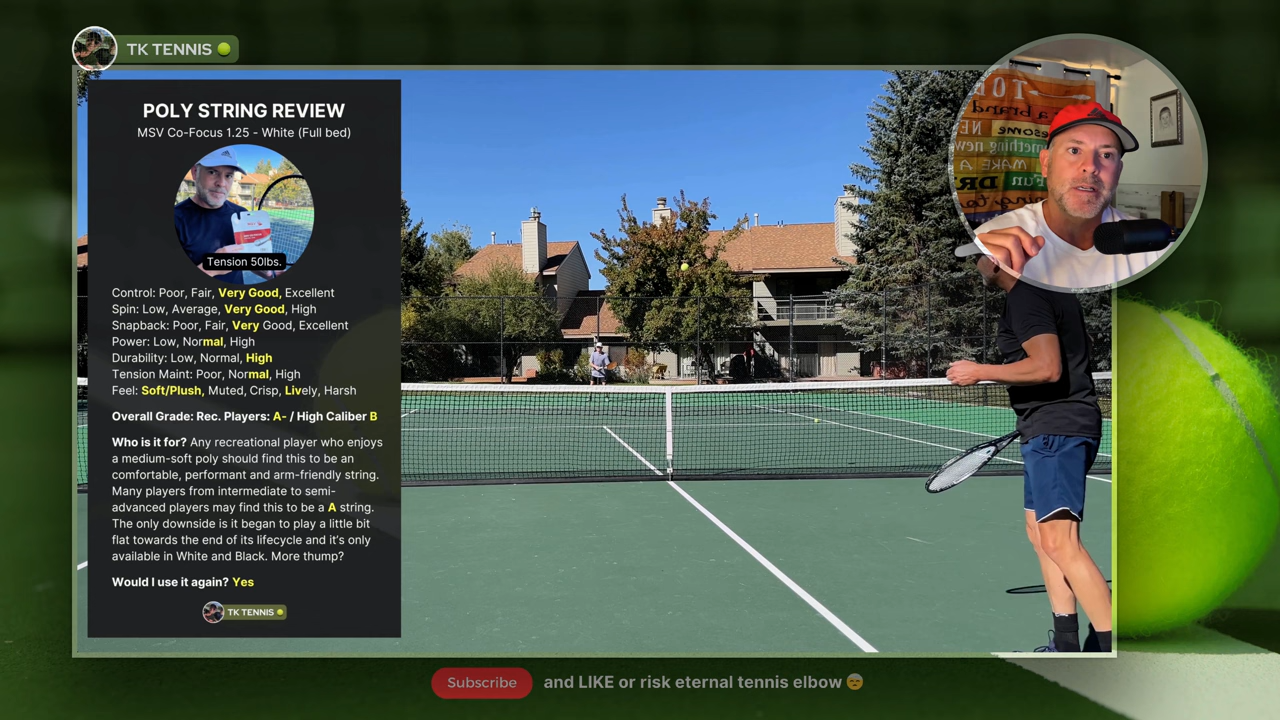 TK TENNIS
POLY STRING REVIEW
MSV Co-Focus 1.25 - White (Full bed)
Tension 50lbs.
Control: Poor, Fair, Very Good, Excellent
Spin: Low, Average, Very Good, High
Snapback: Poor, Fair, Very Good, Excellent
Power: Low, Normal, High
Durability: Low, Normal, High
Tension Maint: Poor, Normal, High
Feel: Soft/Plush, Muted, Crisp, Lively, Harsh
Overall Grade: Rec. Players: A- / High Caliber B
Who is it for? Any recreational player who enjoys
a medium-soft poly should find this to be an
comfortable, performant and arm-friendly string.
Many players from intermediate to semi-
advanced players may find this to be a A string.
The only downside is it began to play a little bit
flat towards the end of its lifecycle and it's only
available in White and Black. More thump?
Would I use it again? Yes
TK TENNIS
Subscribe and LIKE or risk eternal tennis elbow
a brand
NEW
something new
MAKE A
Fun